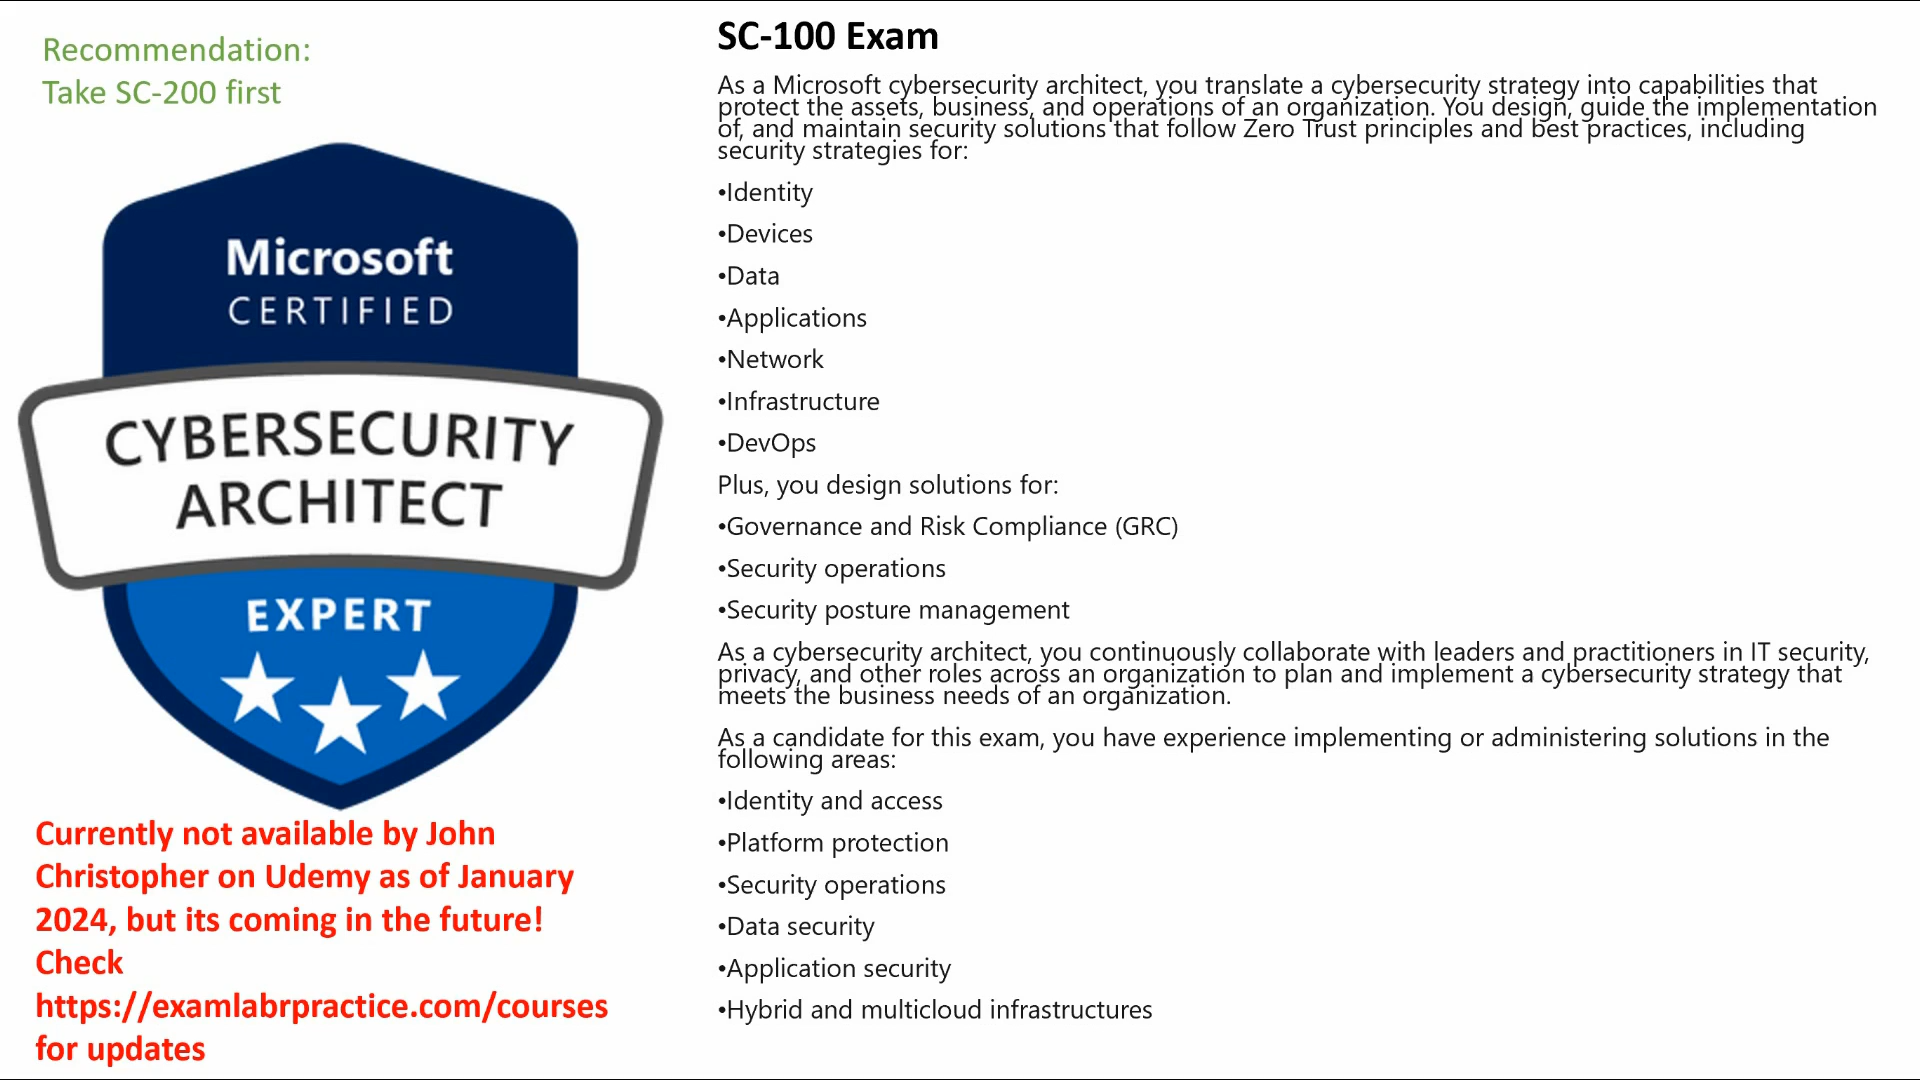 Recommendation:
Take SC-200 first
Microsoft
CERTIFIED
CYBERSECURITY
ARCHITECT
EXPERT
Currently not available by John
Christopher on Udemy as of January
2024, but its coming in the future!
Check
https://examlabrpractice.com/courses
for updates
SC-100 Exam
As a Microsoft cybersecurity architect, you translate a cybersecurity strategy into capabilities that
protect the assets, business, and operations of an organization. You design, guide the implementation
of, and maintain security solutions that follow Zero Trust principles and best practices, including
security strategies for:
•Identity
•Devices
•Data
•Applications
•Network
•Infrastructure
•DevOps
Plus, you design solutions for:
•Governance and Risk Compliance (GRC)
•Security operations
•Security posture management
As a cybersecurity architect, you continuously collaborate with leaders and practitioners in IT security,
privacy, and other roles across an organization to plan and implement a cybersecurity strategy that
meets the business needs of an organization.
As a candidate for this exam, you have experience implementing or administering solutions in the
following areas:
•Identity and access
•Platform protection
•Security operations
•Data security
•Application security
•Hybrid and multicloud infrastructures